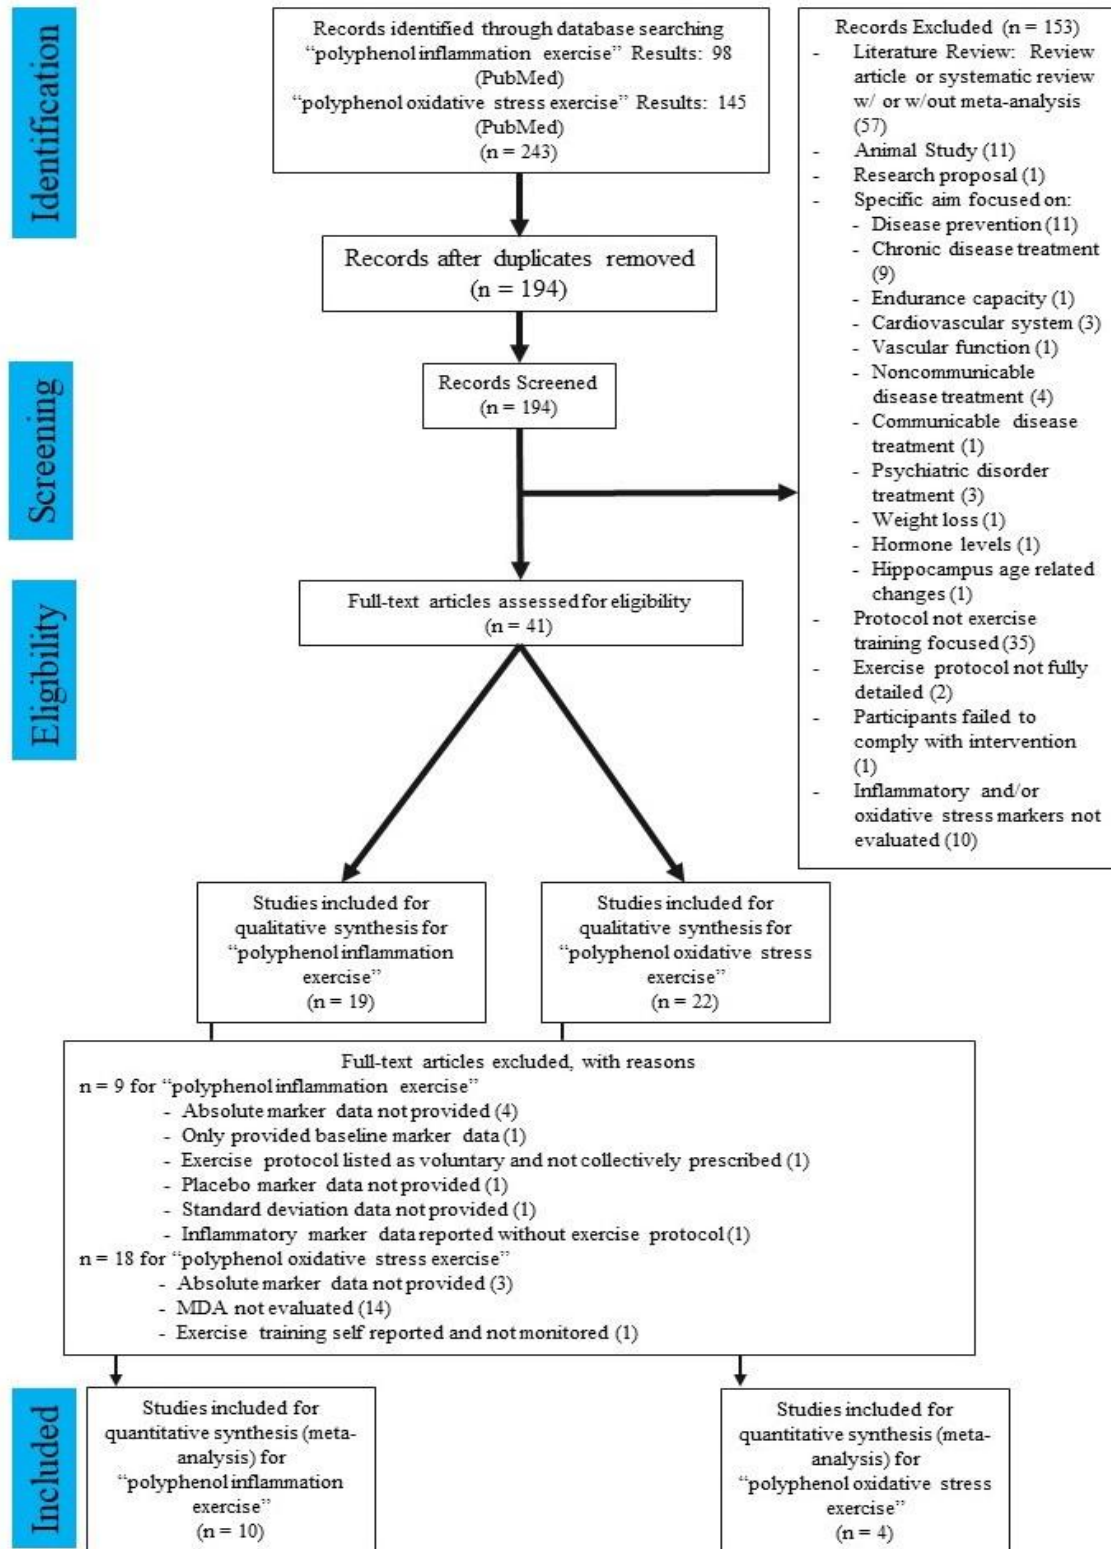 Identification
Records identified through database searching
“polyphenol inflammation exercise” Results: 98
(PubMed)
“polyphenol oxidative stress exercise” Results: 145
(PubMed)
(n = 243)
Records after duplicates removed
(n = 194)
Screening
Records Screened
(n = 194)
Records Excluded (n = 153)
- Literature Review: Review
article or systematic review
w/ or w/out meta-analysis
(57)
- Animal Study (11)
- Research proposal (1)
- Specific aim focused on:
- Disease prevention (11)
- Chronic disease treatment
(9)
- Endurance capacity (1)
- Cardiovascular system (3)
- Vascular function (1)
- Noncommunicable
disease treatment (4)
- Communicable disease
treatment (1)
- Psychiatric disorder
treatment (3)
- Weight loss (1)
- Hormone levels (1)
- Hippocampus age related
changes (1)
- Protocol not exercise
training focused (35)
- Exercise protocol not fully
detailed (2)
- Participants failed to
comply with intervention
(1)
- Inflammatory and/or
oxidative stress markers not
evaluated (10)
Eligibility
Full-text articles assessed for eligibility
(n = 41)
Studies included for
qualitative synthesis for
“polyphenol inflammation
exercise”
(n = 19)
Studies included for
qualitative synthesis for
“polyphenol oxidative stress
exercise”
(n = 22)
Full-text articles excluded, with reasons
n = 9 for “polyphenol inflammation exercise”
- Absolute marker data not provided (4)
- Only provided baseline marker data (1)
- Exercise protocol listed as voluntary and not collectively prescribed (1)
- Placebo marker data not provided (1)
- Standard deviation data not provided (1)
- Inflammatory marker data reported without exercise protocol (1)
n = 18 for “polyphenol oxidative stress exercise”
- Absolute marker data not provided (3)
- MDA not evaluated (14)
- Exercise training self reported and not monitored (1)
Included
Studies included for
quantitative synthesis (meta-
analysis) for
“polyphenol inflammation
exercise”
(n = 10)
Studies included for
quantitative synthesis (meta-
analysis) for
“polyphenol oxidative stress
exercise”
(n = 4)